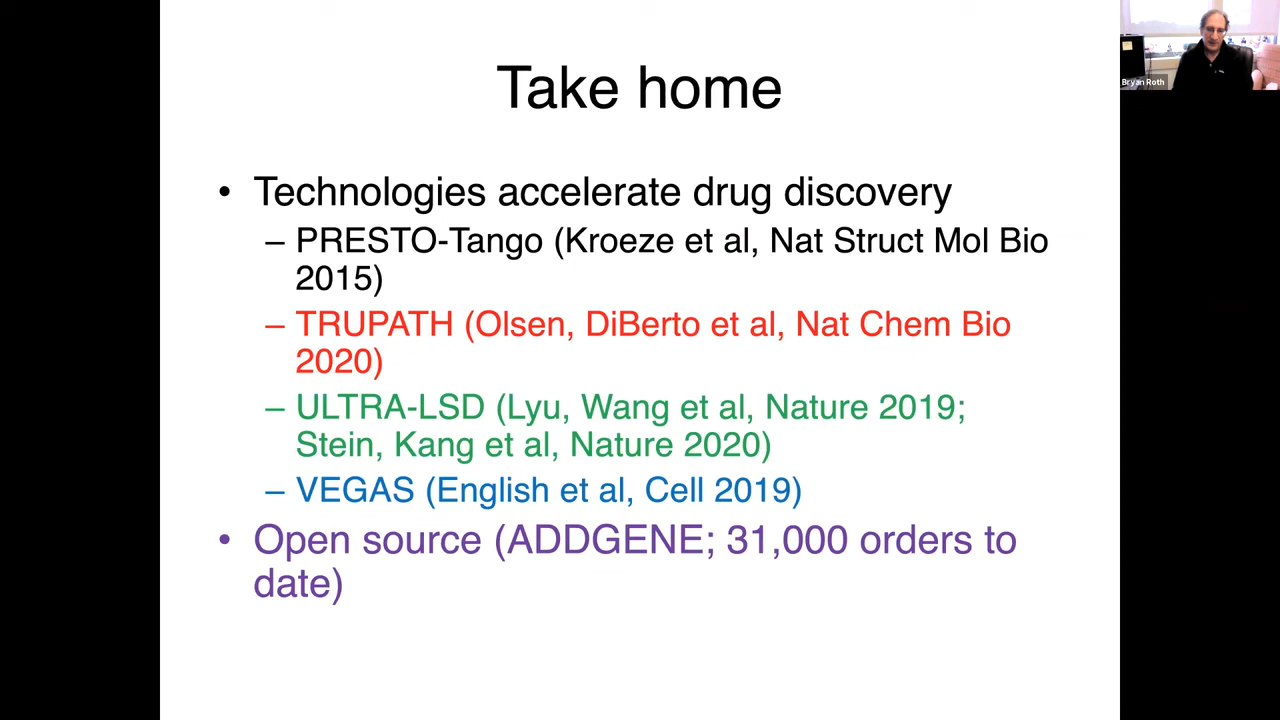 Take home
• Technologies accelerate drug discovery
– PRESTO-Tango (Kroeze et al, Nat Struct Mol Bio
2015)
– TRUPATH (Olsen, DiBerto et al, Nat Chem Bio
2020)
– ULTRA-LSD (Lyu, Wang et al, Nature 2019;
Stein, Kang et al, Nature 2020)
– VEGAS (English et al, Cell 2019)
• Open source (ADDGENE; 31,000 orders to
date)
Bryan Roth